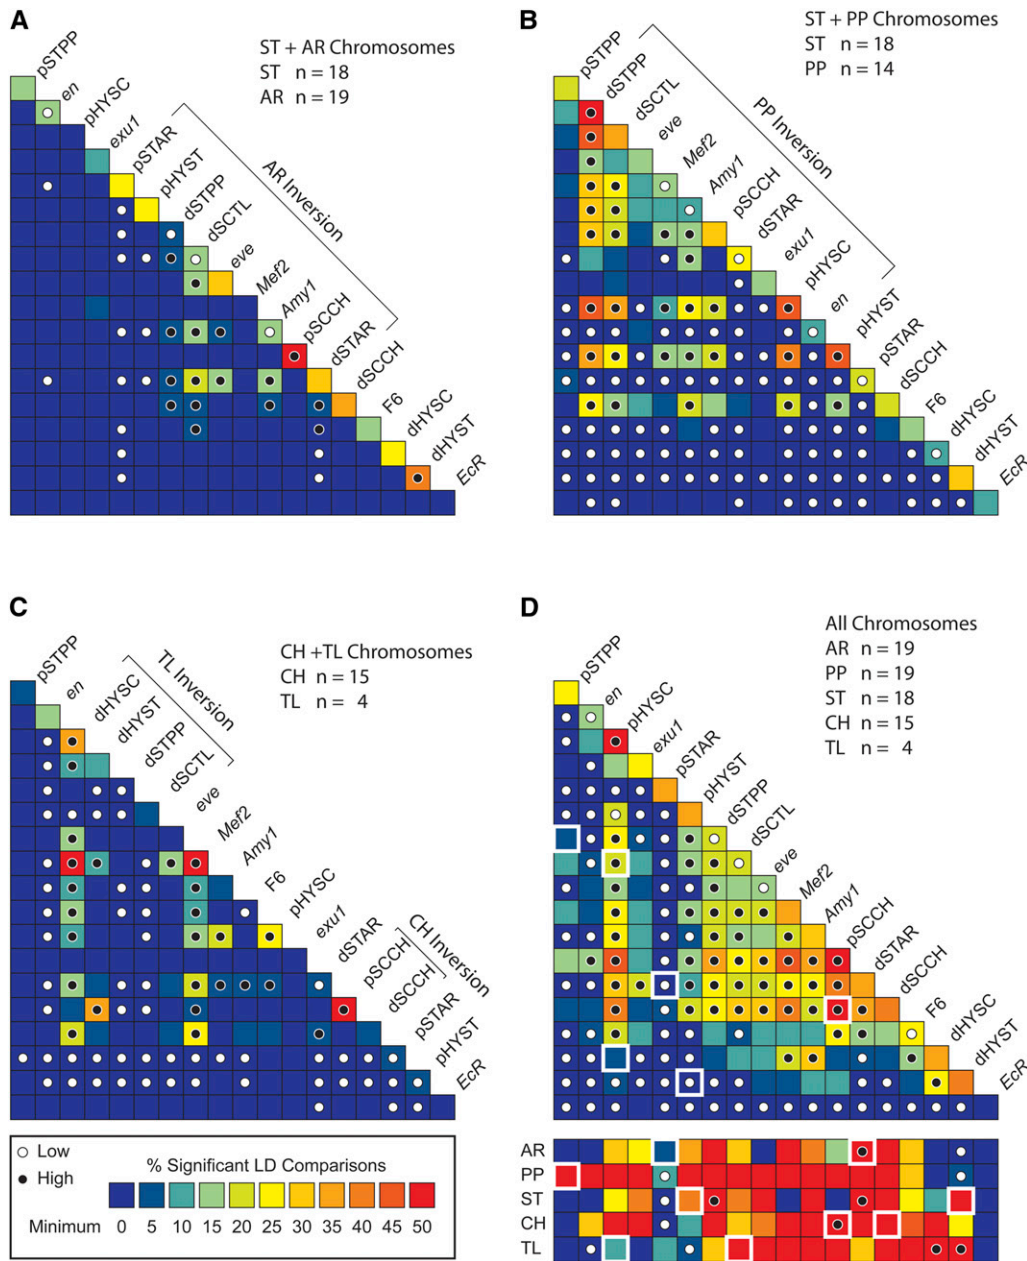 A
ST + AR Chromosomes
ST n = 18
AR n = 19
pSTPP
en
pHYSC
exu1
pSTAR
pHYST
dSTPP
dSCTL
eve
Mef2
Amy1
pSCCH
dSTAR
dSCCH
F6
dHYSC
dHYST
EcR
AR Inversion
B
ST + PP Chromosomes
ST n = 18
PP n = 14
pSTPP
dSTPP
dSCTL
eve
Mef2
Amy1
pSCCH
dSTAR
exu1
pHYSC
en
pHYST
pSTAR
dSCCH
F6
dHYSC
dHYST
EcR
PP Inversion
C
CH +TL Chromosomes
CH n = 15
TL n = 4
pSTPP
en
dHYSC
dHYST
dSTPP
dSCTL
eve
Mef2
Amy1
F6
pHYSC
exu1
dSTAR
pSCCH
dSCCH
pSTAR
pHYST
EcR
TL Inversion
CH Inversion
D
All Chromosomes
AR n = 19
PP n = 19
ST n = 18
CH n = 15
TL n = 4
pSTPP
en
pHYSC
exu1
pSTAR
pHYST
dSTPP
dSCTL
eve
Mef2
Amy1
pSCCH
dSTAR
dSCCH
F6
dHYSC
dHYST
EcR
Low
High
% Significant LD Comparisons
Minimum 0 5 10 15 20 25 30 35 40 45 50
AR
PP
ST
CH
TL